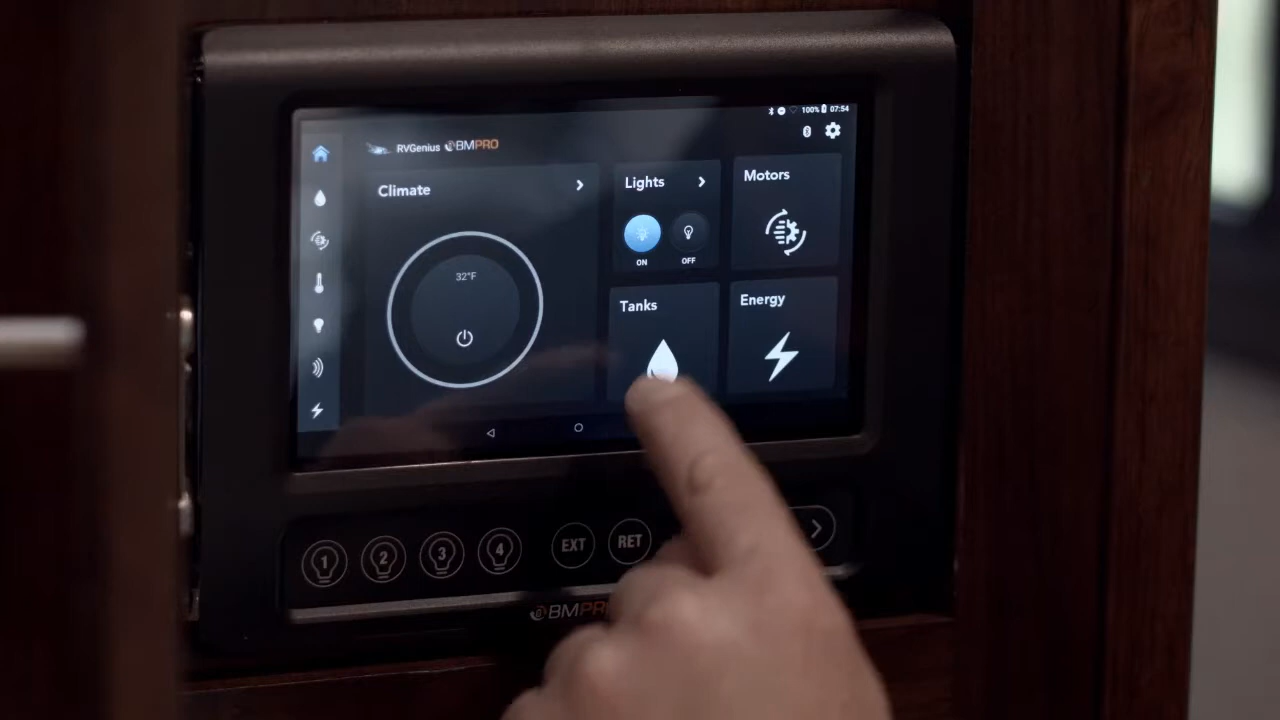 100% 07:54
RVGenius BMPRO
Climate
Lights
Motors
ON
OFF
32°F
Tanks
Energy
1
2
3
4
EXT
RET
BMPR